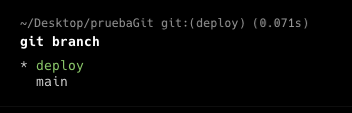 ~/Desktop/pruebaGit git:(deploy) (0.071s)
git branch
* deploy
main